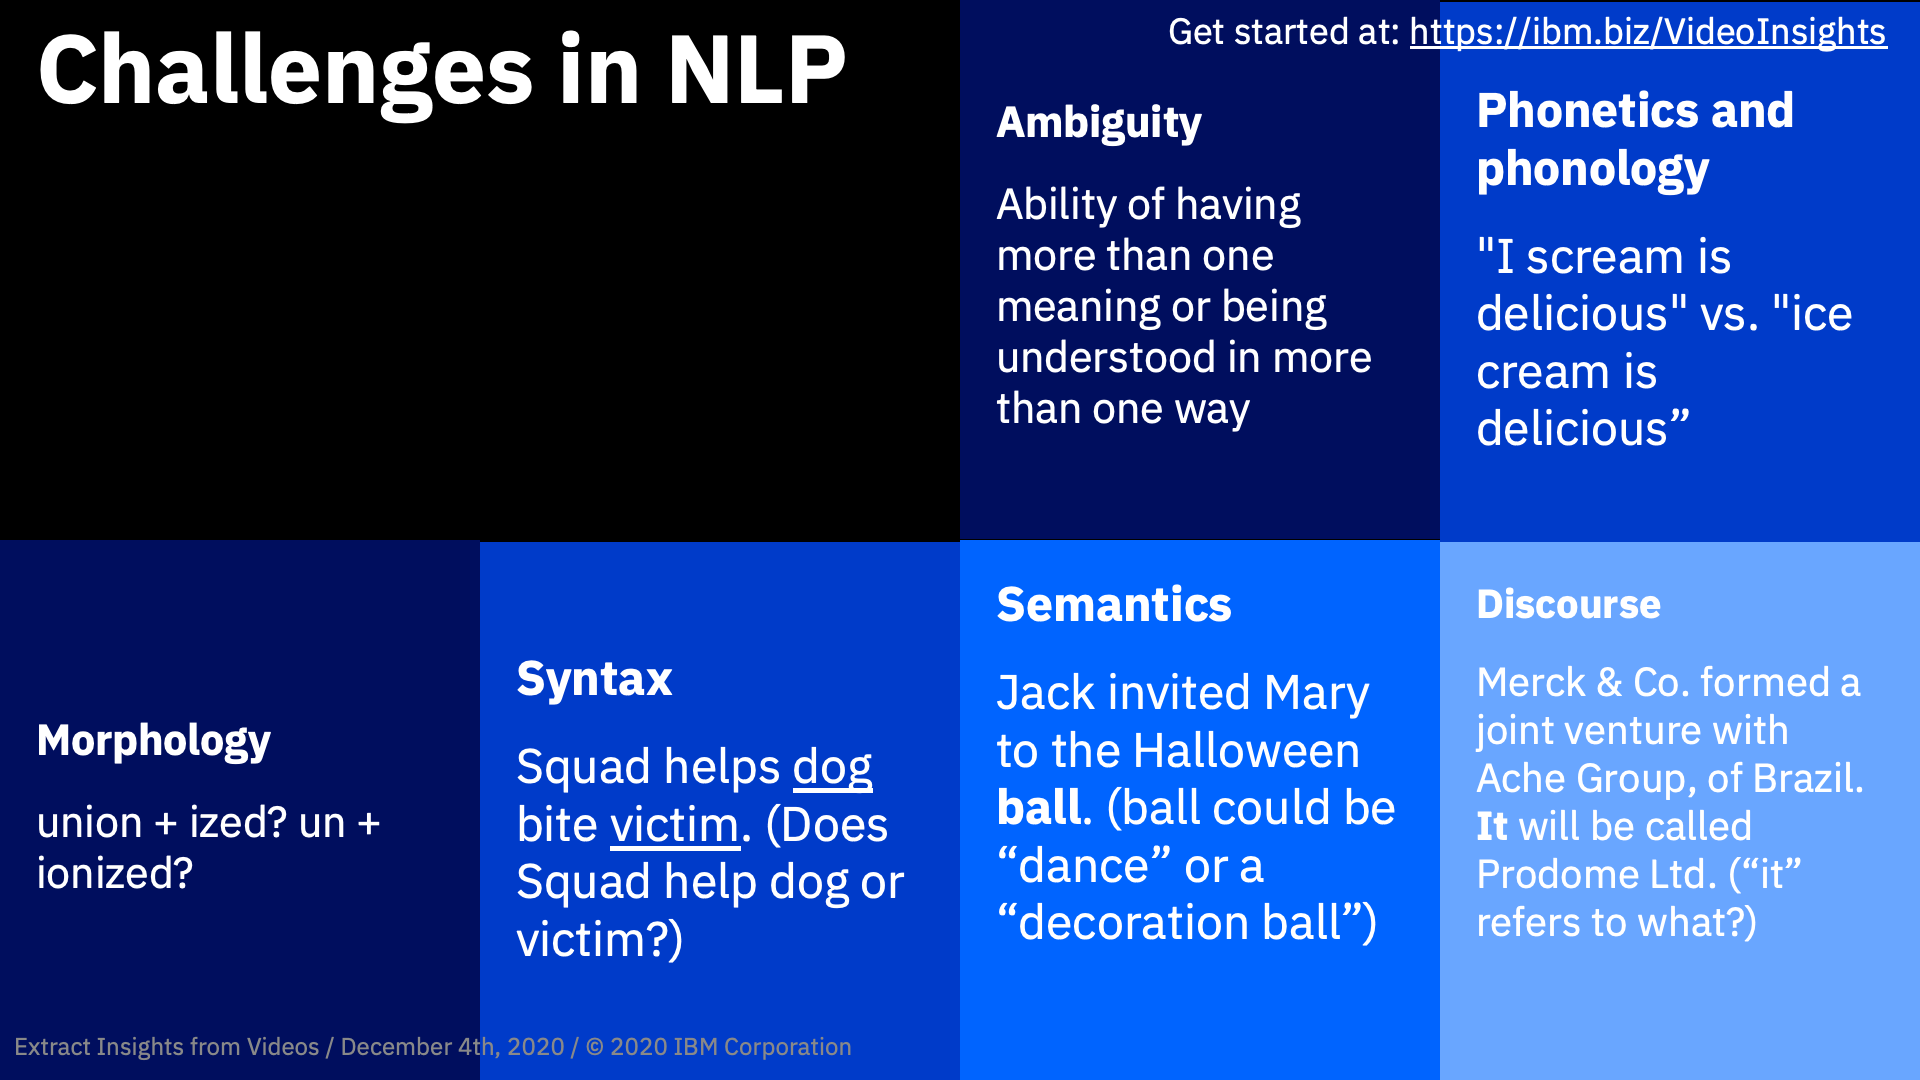 Challenges in NLP
Get started at: https://ibm.biz/VideoInsights
Ambiguity
Ability of having
more than one
meaning or being
understood in more
than one way
Phonetics and
phonology
"I scream is
delicious" vs. "ice
cream is
delicious”
Morphology
union + ized? un +
ionized?
Syntax
Squad helps dog
bite victim. (Does
Squad help dog or
victim?)
Semantics
Jack invited Mary
to the Halloween
ball. (ball could be
“dance” or a
“decoration ball”)
Discourse
Merck & Co. formed a
joint venture with
Ache Group, of Brazil.
It will be called
Prodome Ltd. (“it”
refers to what?)
Extract Insights from Videos / December 4th, 2020 / © 2020 IBM Corporation